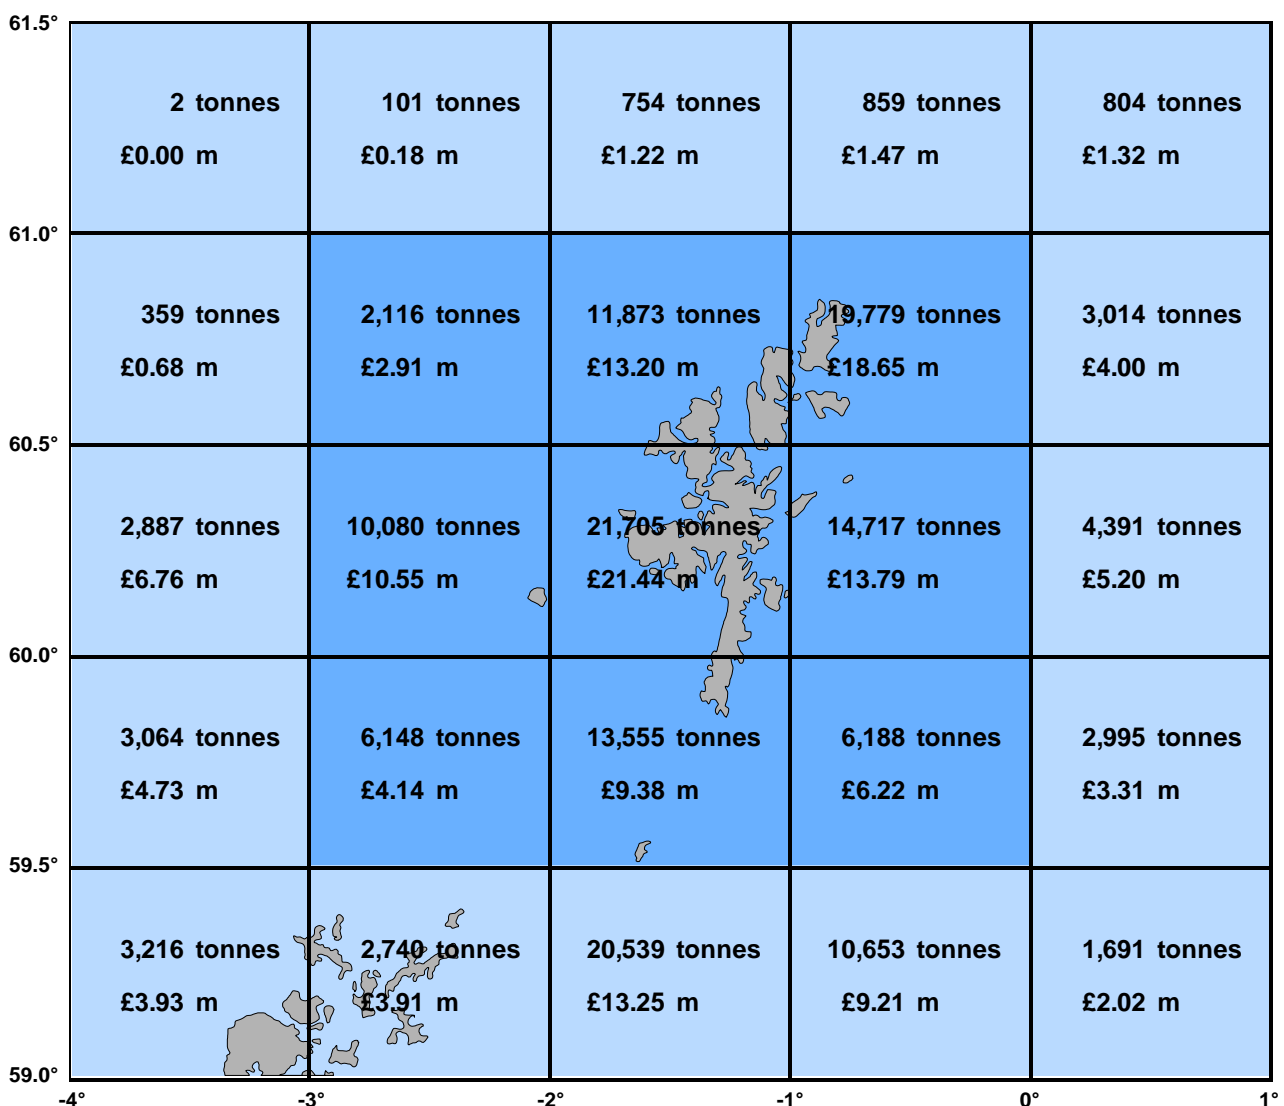 61.5°
2 tonnes 101 tonnes 754 tonnes 859 tonnes 804 tonnes
£0.00 m £0.18 m £1.22 m £1.47 m £1.32 m
61.0°
359 tonnes 2,116 tonnes 11,873 tonnes 19,779 tonnes 3,014 tonnes
£0.68 m £2.91 m £13.20 m £18.65 m £4.00 m
60.5°
2,887 tonnes 10,080 tonnes 21,705 tonnes 14,717 tonnes 4,391 tonnes
£6.76 m £10.55 m £21.44 m £13.79 m £5.20 m
60.0°
3,064 tonnes 6,148 tonnes 13,555 tonnes 6,188 tonnes 2,995 tonnes
£4.73 m £4.14 m £9.38 m £6.22 m £3.31 m
59.5°
3,216 tonnes 2,740 tonnes 20,539 tonnes 10,653 tonnes 1,691 tonnes
£3.93 m £3.91 m £13.25 m £9.21 m £2.02 m
59.0°
-4° -3° -2° -1° 0° 1°